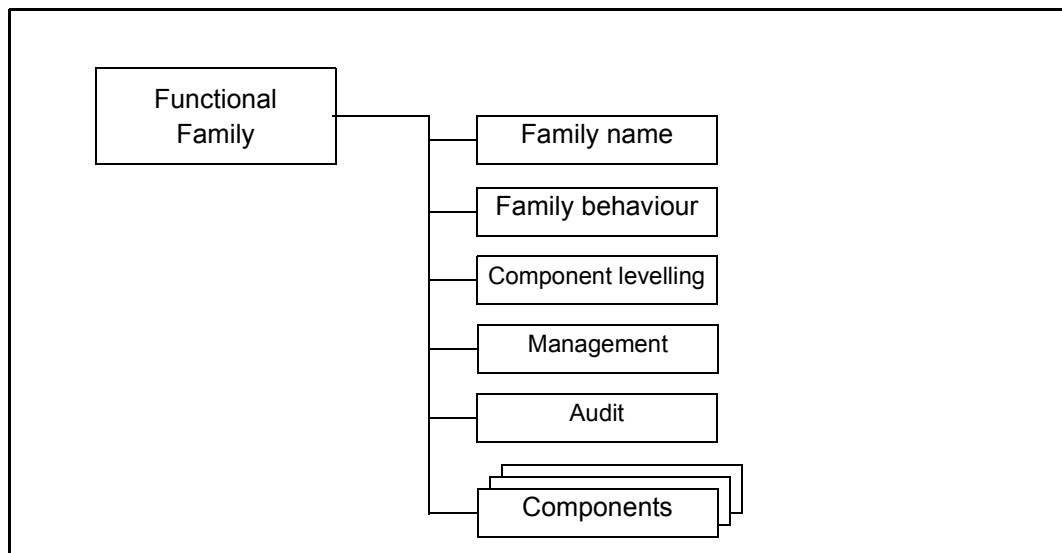 Functional
Family
Family name
Family behaviour
Component levelling
Management
Audit
Components